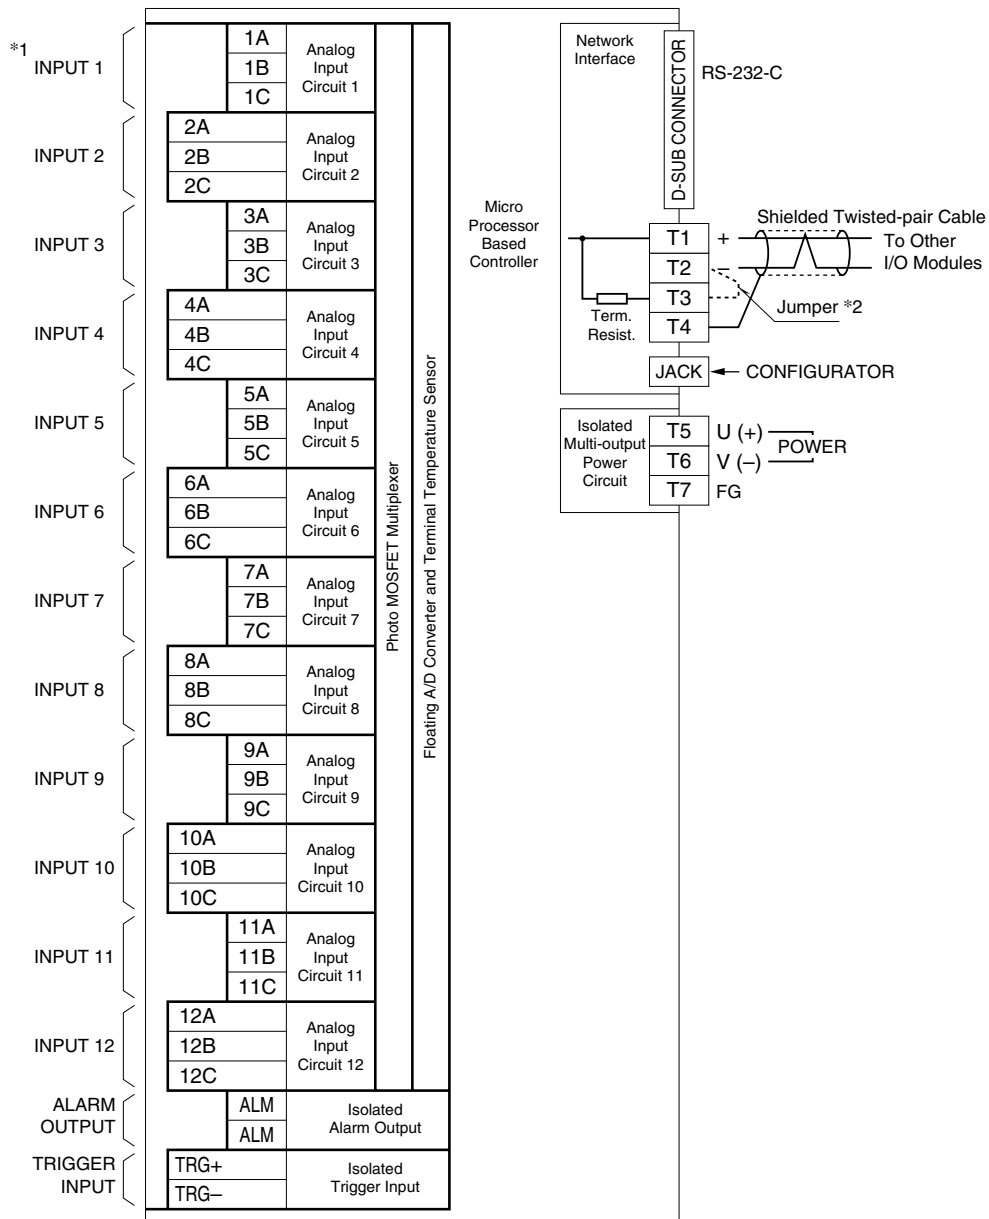 *1
INPUT 1
1A
1B
1C
Analog
Input
Circuit 1
INPUT 2
2A
2B
2C
Analog
Input
Circuit 2
INPUT 3
3A
3B
3C
Analog
Input
Circuit 3
INPUT 4
4A
4B
4C
Analog
Input
Circuit 4
INPUT 5
5A
5B
5C
Analog
Input
Circuit 5
INPUT 6
6A
6B
6C
Analog
Input
Circuit 6
INPUT 7
7A
7B
7C
Analog
Input
Circuit 7
INPUT 8
8A
8B
8C
Analog
Input
Circuit 8
INPUT 9
9A
9B
9C
Analog
Input
Circuit 9
INPUT 10
10A
10B
10C
Analog
Input
Circuit 10
INPUT 11
11A
11B
11C
Analog
Input
Circuit 11
INPUT 12
12A
12B
12C
Analog
Input
Circuit 12
ALARM
OUTPUT
ALM
ALM
Isolated
Alarm Output
TRIGGER
INPUT
TRG+
TRG–
Isolated
Trigger Input
Photo MOSFET Multiplexer
Floating A/D Converter and Terminal Temperature Sensor
Micro
Processor
Based
Controller
Network
Interface
D-SUB CONNECTOR
RS-232-C
T1
+
T2
–
T3
T4
Term.
Resist.
Shielded Twisted-pair Cable
To Other
I/O Modules
Jumper *2
JACK
CONFIGURATOR
Isolated
Multi-output
Power
Circuit
T5
U (+)
T6
V (–)
POWER
T7
FG